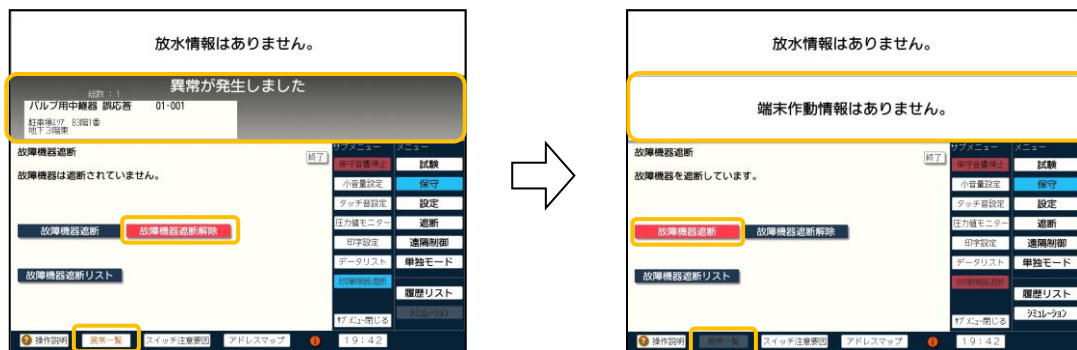 放水情報はありません。
異常が発生しました
総数：1
バルブ用中継器 誤応答 01-001
駐車場ｴﾘｱ B3階1番
地下3階東
故障機器遮断
終了
故障機器は遮断されていません。
故障機器遮断
故障機器遮断解除
故障機器遮断リスト
サブメニュー
メニュー
保守音響停止
試験
小音量設定
保守
タッチ音設定
設定
圧力値モニター
遮断
印字設定
遠隔制御
データリスト
単独モード
故障機器遮断
履歴リスト
ｼﾐｭﾚｰｼｮﾝ
ｻﾌﾞﾒﾆｭｰ閉じる
操作説明
異常一覧
スイッチ注意要因
アドレスマップ
19:42
放水情報はありません。
端末作動情報はありません。
故障機器遮断
終了
故障機器を遮断しています。
故障機器遮断
故障機器遮断解除
故障機器遮断リスト
サブメニュー
メニュー
保守音響停止
試験
小音量設定
保守
タッチ音設定
設定
圧力値モニター
遮断
印字設定
遠隔制御
データリスト
単独モード
故障機器遮断
履歴リスト
ｼﾐｭﾚｰｼｮﾝ
ｻﾌﾞﾒﾆｭｰ閉じる
操作説明
異常一覧
スイッチ注意要因
アドレスマップ
19:42